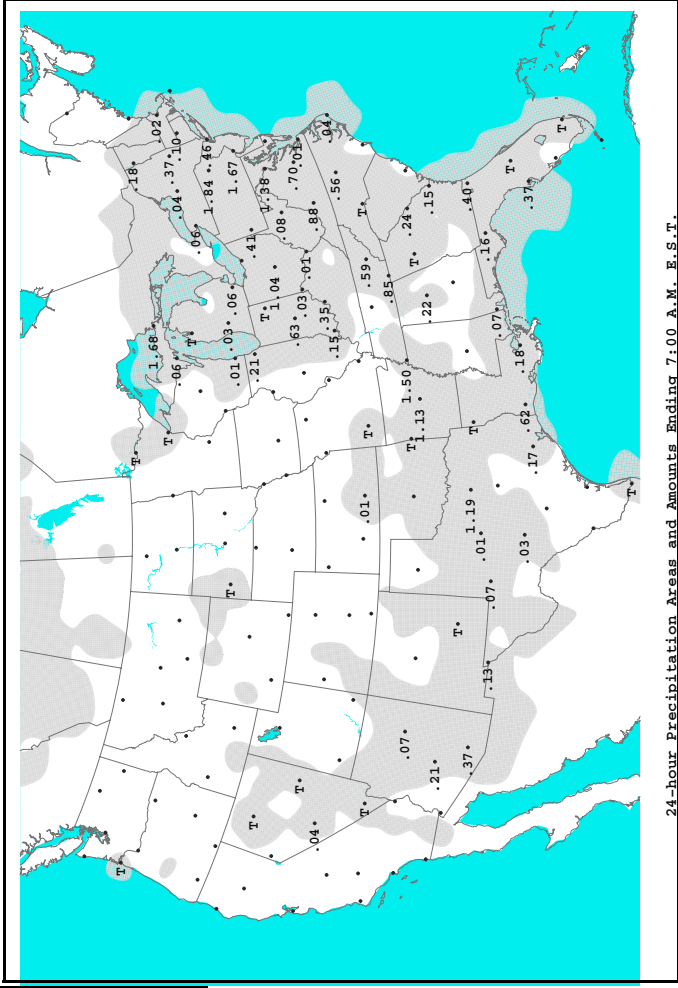 T
T
.18
1.68
.02
T
.37
.06
.04
.10
T
.06
1.84
.46
T
.03
.06
1.67
.01
T
.21
.41
T
1.38
1.04
.08
.70
.01
T
.63
.03
.01
.88
.04
.35
.04
.15
.56
T
.01
T
.59
T
.85
.07
1.50
T
T
.24
1.13
.22
.15
.21
T
.37
1.19
T
.40
.01
.16
.13
.07
.07
T
.18
.03
.62
.37
.17
T
T
24-hour Precipitation Areas and Amounts Ending 7:00 A.M. E.S.T.